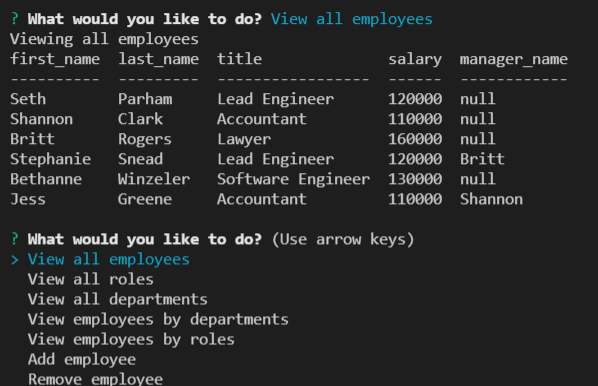 ? What would you like to do? View all employees
Viewing all employees
first_name  last_name  title              salary  manager_name
----------  ---------  -----------------  ------  ------------
Seth        Parham     Lead Engineer      120000  null
Shannon     Clark      Accountant         110000  null
Britt       Rogers     Lawyer             160000  null
Stephanie   Snead      Lead Engineer      120000  Britt
Bethanne    Winzeler   Software Engineer  130000  null
Jess        Greene     Accountant         110000  Shannon
? What would you like to do? (Use arrow keys)
> View all employees
  View all roles
  View all departments
  View employees by departments
  View employees by roles
  Add employee
  Remove employee